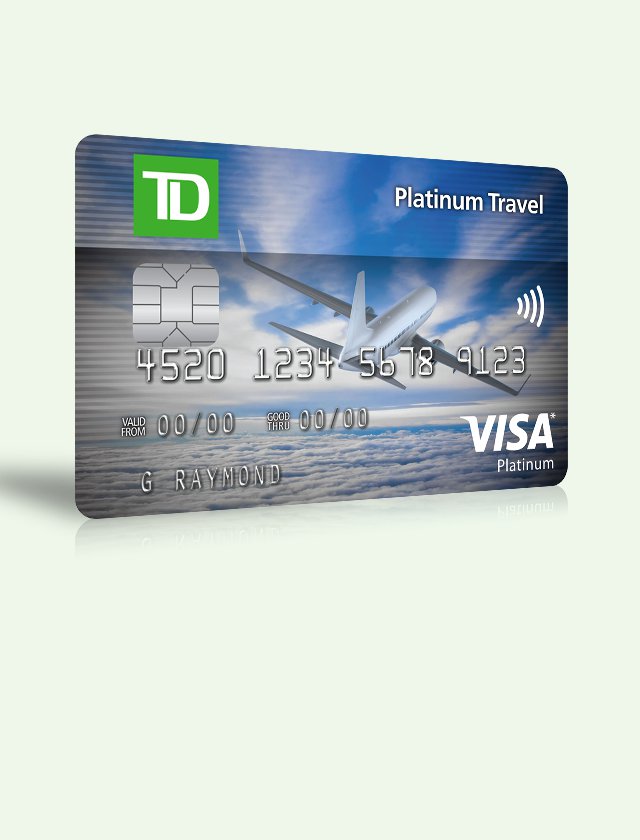 TD
Platinum Travel
4520 1234 5678 9123
VALID FROM 00/00 GOOD THRU 00/00
G RAYMOND
VISA*
Platinum